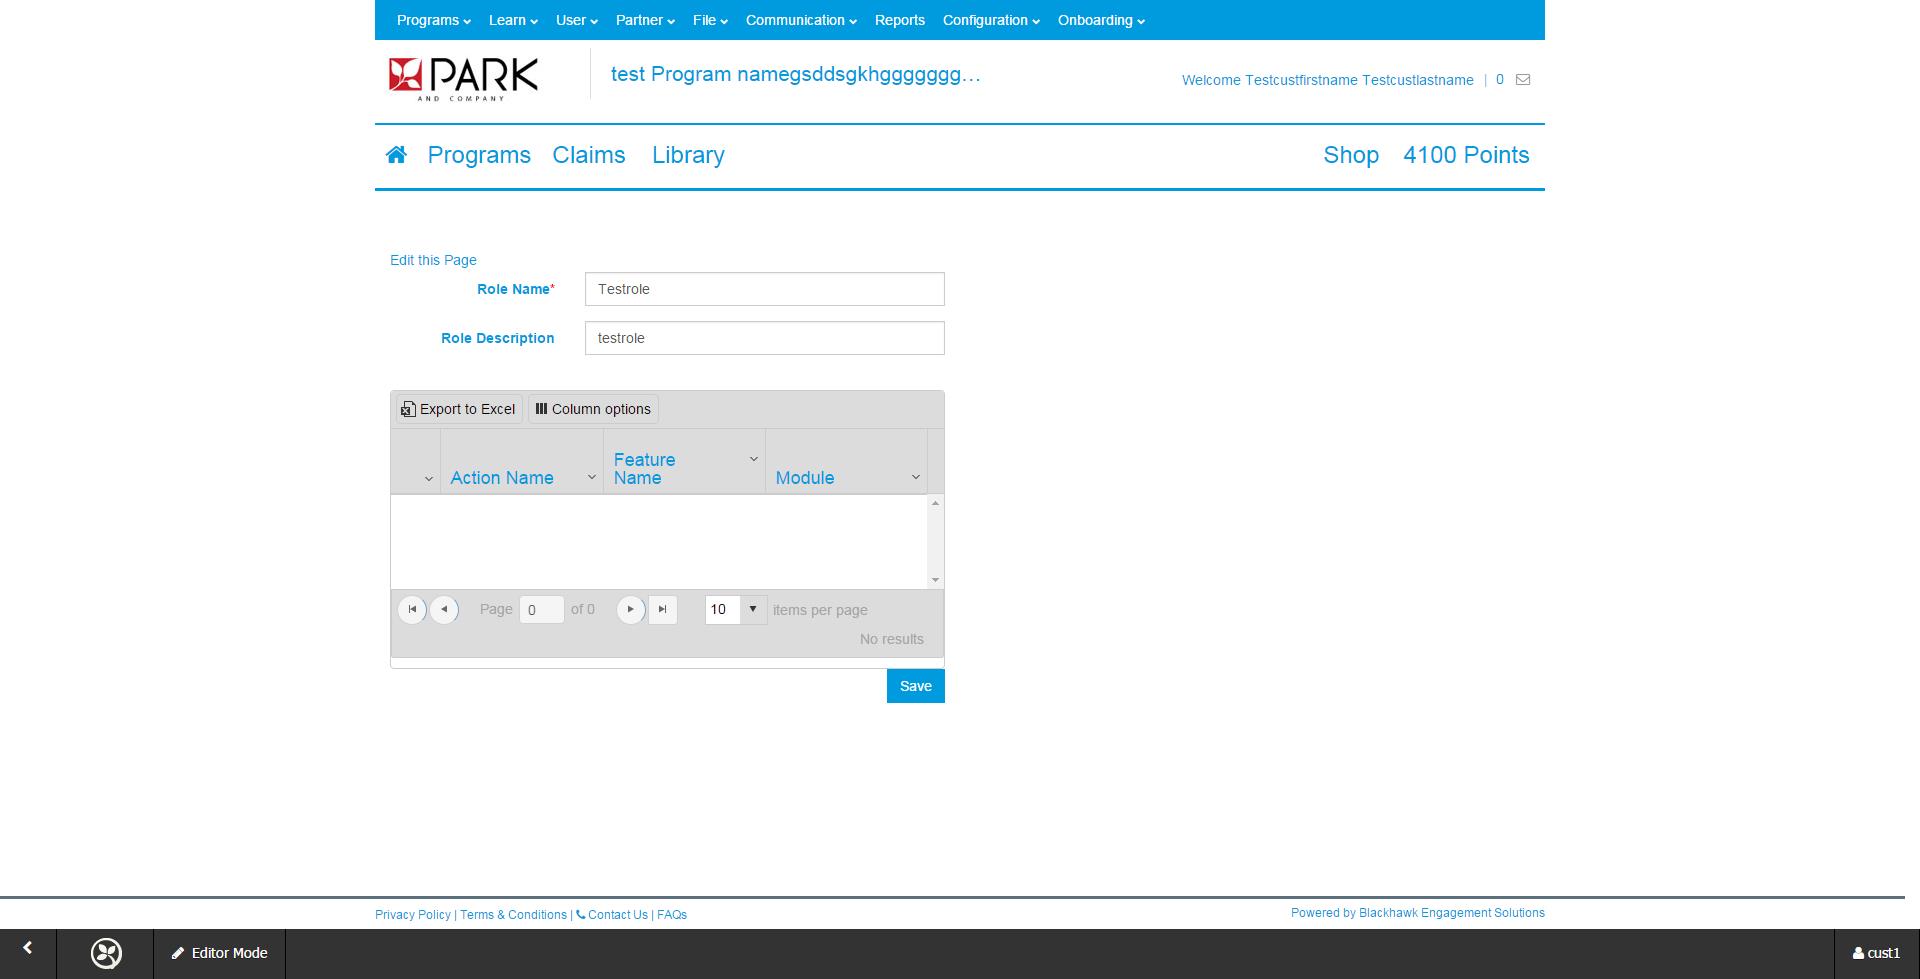 Programs Learn User Partner File Communication Reports Configuration Onboarding
PARK
AND COMPANY
test Program namegsddsgkhggggggg...
Welcome Testcustfirstname Testcustlastname | 0
Programs Claims Library Shop 4100 Points
Edit this Page
Role Name* Testrole
Role Description testrole
Export to Excel Column options
Action Name Feature Name Module
Page 0 of 0 10 items per page
No results
Save
Privacy Policy | Terms & Conditions | Contact Us | FAQs
Powered by Blackhawk Engagement Solutions
Editor Mode cust1